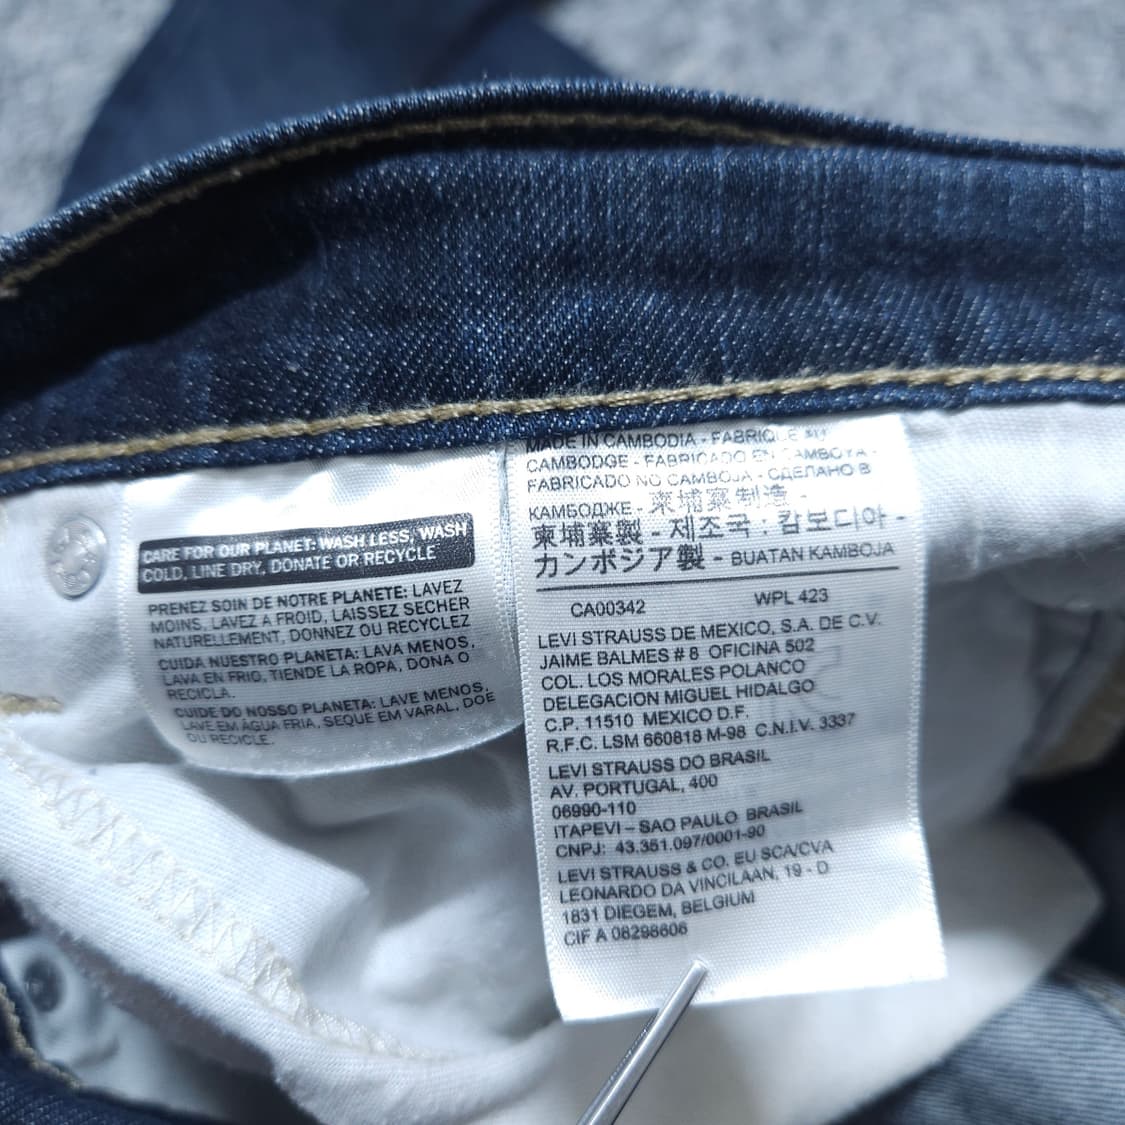 CARE FOR OUR PLANET: WASH LESS, WASH
COLD, LINE DRY, DONATE OR RECYCLE
PRENEZ SOIN DE NOTRE PLANETE: LAVEZ
MOINS, LAVEZ A FROID, LAISSEZ SECHER
NATURELLEMENT, DONNEZ OU RECYCLEZ
CUIDA NUESTRO PLANETA: LAVA MENOS,
LAVA EN FRIO, TIENDE LA ROPA, DONA O
RECICLA.
CUIDE DO NOSSO PLANETA: LAVE MENOS,
LAVE EM ÁGUA FRIA, SEQUE EM VARAL, DOE
OU RECICLE.
MADE IN CAMBODIA - FABRIQUÉ AU
CAMBODGE - FABRICADO EN CAMBOYA -
FABRICADO NO CAMBOJA - СДЕЛАНО В
КАМБОДЖЕ - 柬埔寨制造 -
柬埔寨製 - 제조국 : 캄보디아 -
カンボジア製 - BUATAN KAMBOJA
CA00342 WPL 423
LEVI STRAUSS DE MEXICO, S.A. DE C.V.
JAIME BALMES # 8 OFICINA 502
COL. LOS MORALES POLANCO
DELEGACION MIGUEL HIDALGO
C.P. 11510 MEXICO D.F.
R.F.C. LSM 660818 M-98 C.N.I.V. 3337
LEVI STRAUSS DO BRASIL
AV. PORTUGAL, 400
06990-110
ITAPEVI – SAO PAULO BRASIL
CNPJ: 43.351.097/0001-90
LEVI STRAUSS & CO. EU SCA/CVA
LEONARDO DA VINCILAAN, 19 - D
1831 DIEGEM, BELGIUM
CIF A 08298606